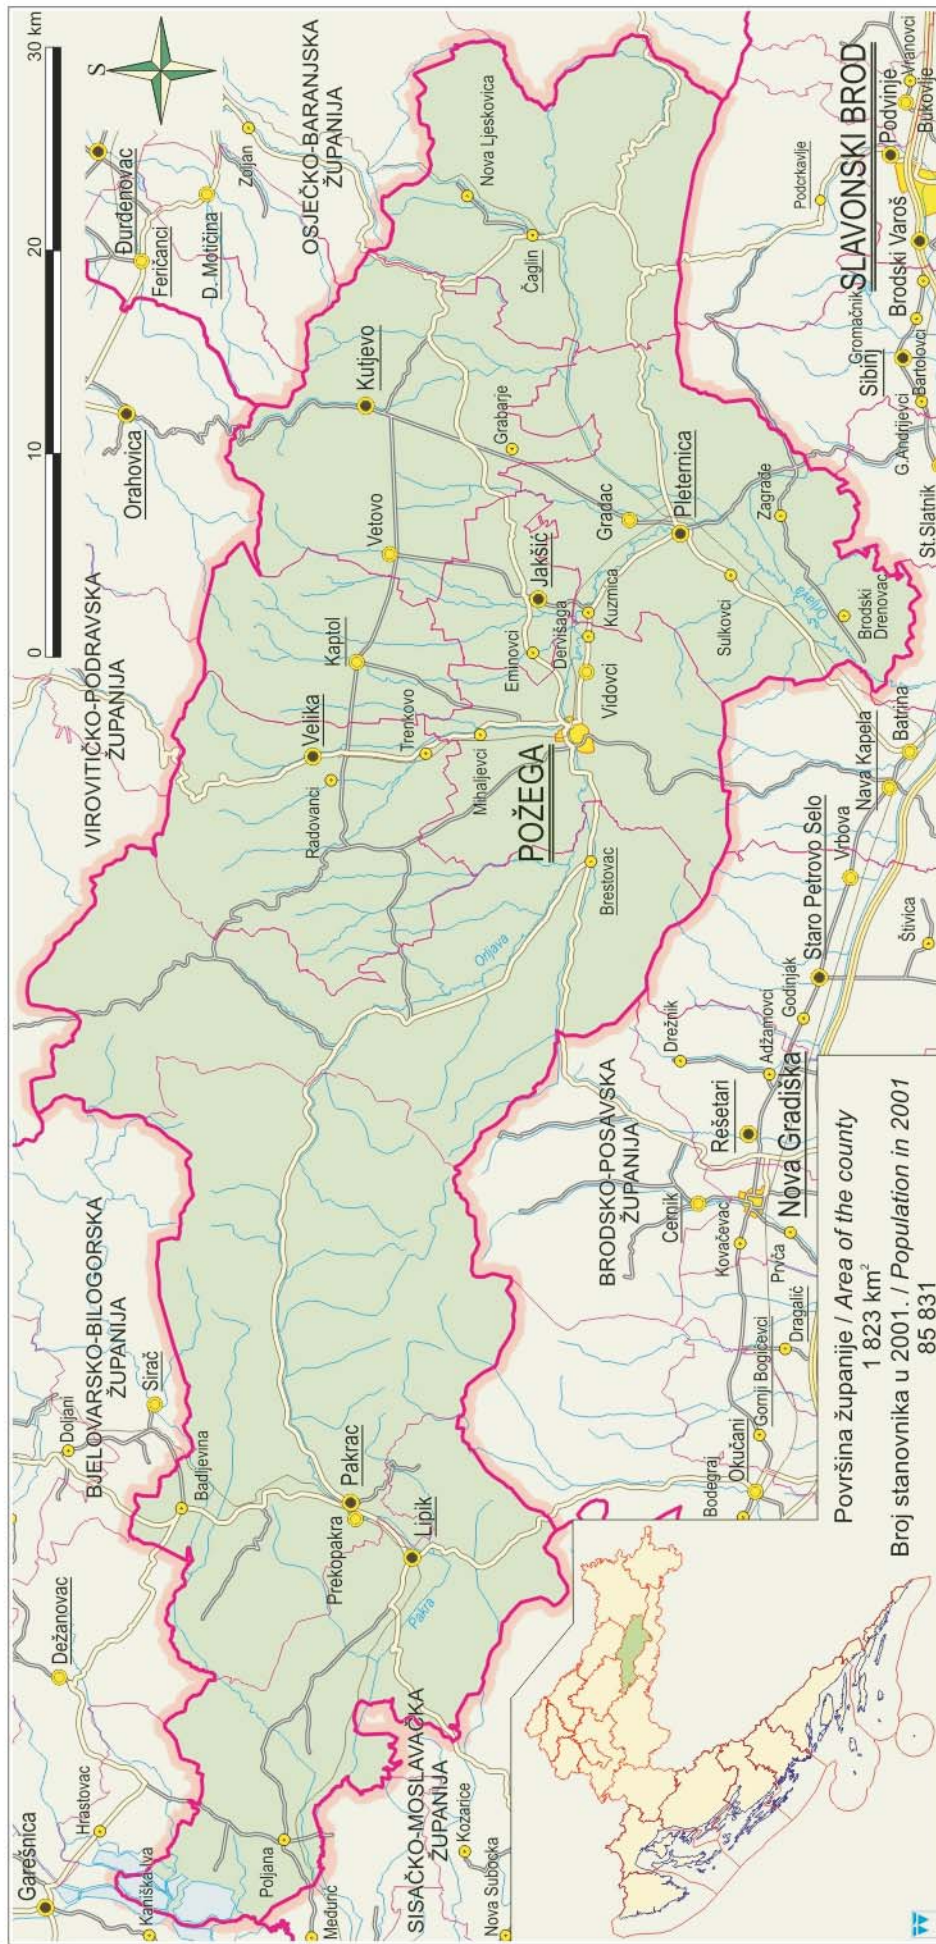 Garešnica
Hrastovac
Kaniška Iva
Dežanovac
Poljana
Međurić
SISAČKO-MOSLAVAČKA
ŽUPANIJA
Kozarice
Nova Subocka
Doljani
BJELOVARSKO-BILOGORSKA
ŽUPANIJA
Sirač
Badljevina
Prekopakra
Pakrac
Lipik
Pakra
Bodegraj
Okučani
Gornji Bogićevci
Dragalić
Prvča
Kovačevac
Cernik
BRODSKO-POSAVSKA
ŽUPANIJA
Rešetari
Nova Gradiška
Drežnik
Adžamovci
Godinjak
Staro Petrovo Selo
Štivica
Vrbova
Nava Kapela
Batrina
VIROVITIČKO-PODRAVSKA
ŽUPANIJA
Orljava
Brestovac
Radovanci
Velika
Trenkovo
Mihaljevci
POŽEGA
Kaptol
Vetovo
Eminovci
Jakšić
Dervišaga
Vidovci
Kuzmica
Gradac
Grabarje
Kutjevo
Pleternica
Sulkovci
Orljava
Zagrađe
Brodski
Drenovac
Orahovica
Feričanci
Đurđenovac
D. Motičina
Zoljan
OSJEČKO-BARANJSKA
ŽUPANIJA
Nova Ljeskovica
Čaglin
Podcrkavlje
SLAVONSKI BROD
Podvinje
Vranovci
Bukovlje
Brodski Varoš
Gromačnik
Sibinj
Bartolovci
G.Andrijevci
St.Slatnik
0
10
20
30 km
S
Površina županije / Area of the county
1 823 km²
Broj stanovnika u 2001. / Population in 2001
85 831